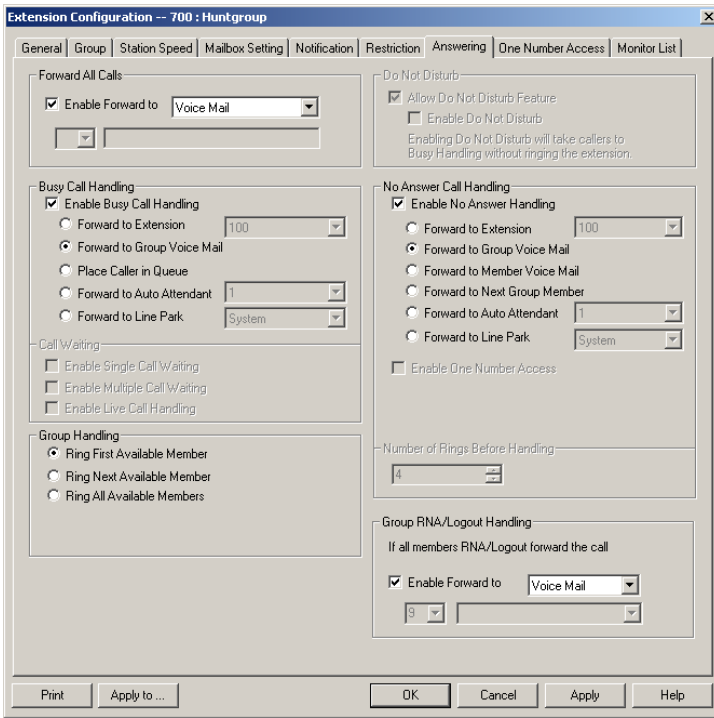 Extension Configuration -- 700 : Huntgroup
General Group Station Speed Mailbox Setting Notification Restriction Answering One Number Access Monitor List
Forward All Calls
Enable Forward to Voice Mail
Do Not Disturb
Allow Do Not Disturb Feature
Enable Do Not Disturb
Enabling Do Not Disturb will take callers to
Busy Handling without ringing the extension.
Busy Call Handling
Enable Busy Call Handling
Forward to Extension 100
Forward to Group Voice Mail
Place Caller in Queue
Forward to Auto Attendant 1
Forward to Line Park System
Call Waiting
Enable Single Call Waiting
Enable Multiple Call Waiting
Enable Live Call Handling
No Answer Call Handling
Enable No Answer Handling
Forward to Extension 100
Forward to Group Voice Mail
Forward to Member Voice Mail
Forward to Next Group Member
Forward to Auto Attendant 1
Forward to Line Park System
Enable One Number Access
Number of Rings Before Handling
4
Group Handling
Ring First Available Member
Ring Next Available Member
Ring All Available Members
Group RNA/Logout Handling
If all members RNA/Logout forward the call
Enable Forward to Voice Mail
9
Print Apply to ... OK Cancel Apply Help